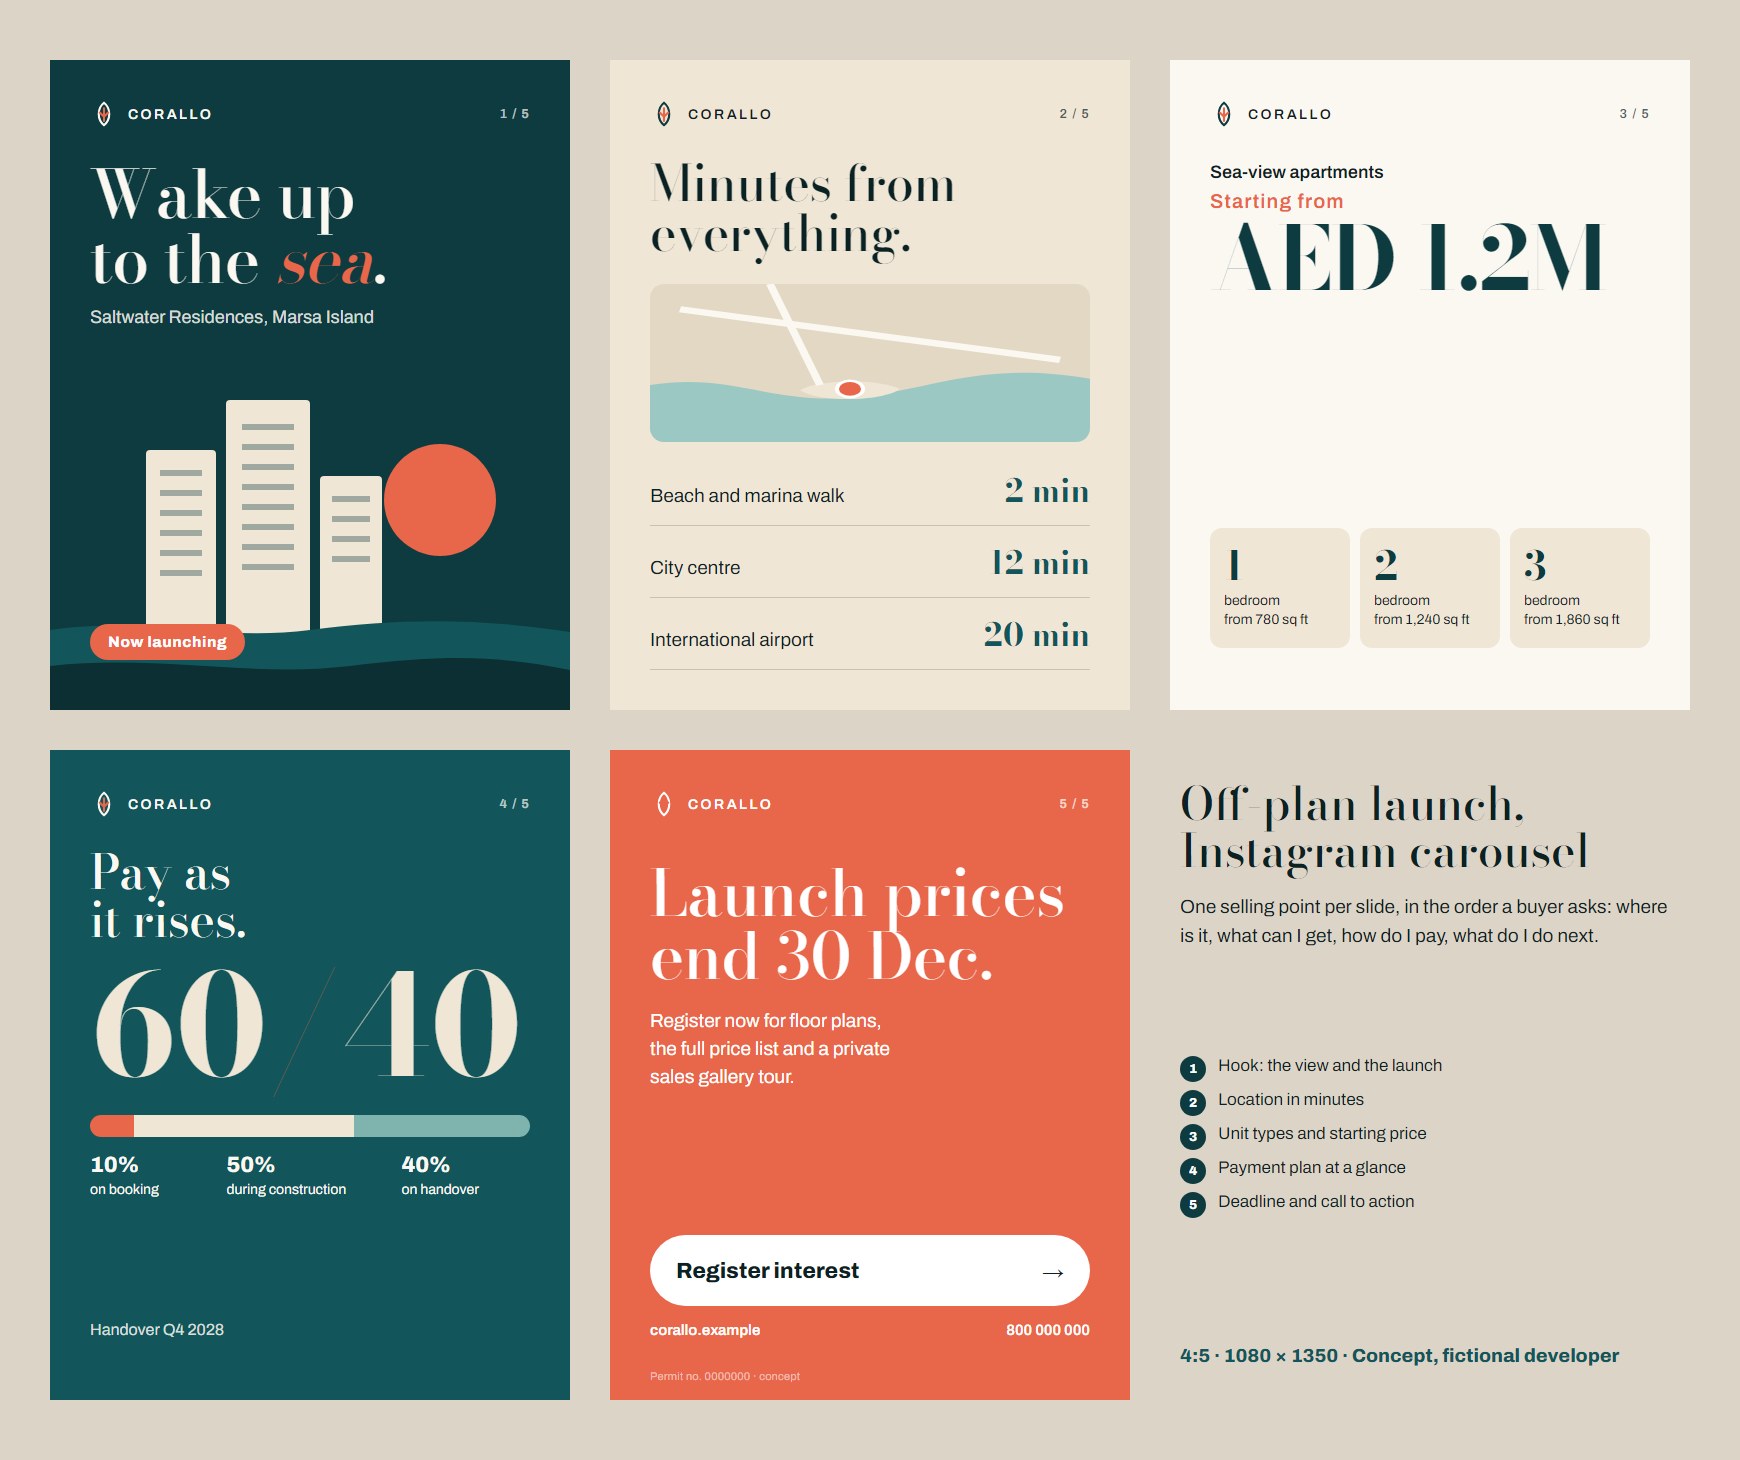 CORALLO
1 / 5
Wake up
to the sea.
Saltwater Residences, Marsa Island
Now launching
CORALLO
2 / 5
Minutes from
everything.
Beach and marina walk
2 min
City centre
12 min
International airport
20 min
CORALLO
3 / 5
Sea-view apartments
Starting from
AED 1.2M
1
bedroom
from 780 sq ft
2
bedroom
from 1,240 sq ft
3
bedroom
from 1,860 sq ft
CORALLO
4 / 5
Pay as
it rises.
60/40
10%
on booking
50%
during construction
40%
on handover
Handover Q4 2028
CORALLO
5 / 5
Launch prices
end 30 Dec.
Register now for floor plans,
the full price list and a private
sales gallery tour.
Register interest →
corallo.example
800 000 000
Permit no. 0000000 · concept
Off-plan launch,
Instagram carousel
One selling point per slide, in the order a buyer asks: where
is it, what can I get, how do I pay, what do I do next.
1 Hook: the view and the launch
2 Location in minutes
3 Unit types and starting price
4 Payment plan at a glance
5 Deadline and call to action
4:5 · 1080 × 1350 · Concept, fictional developer